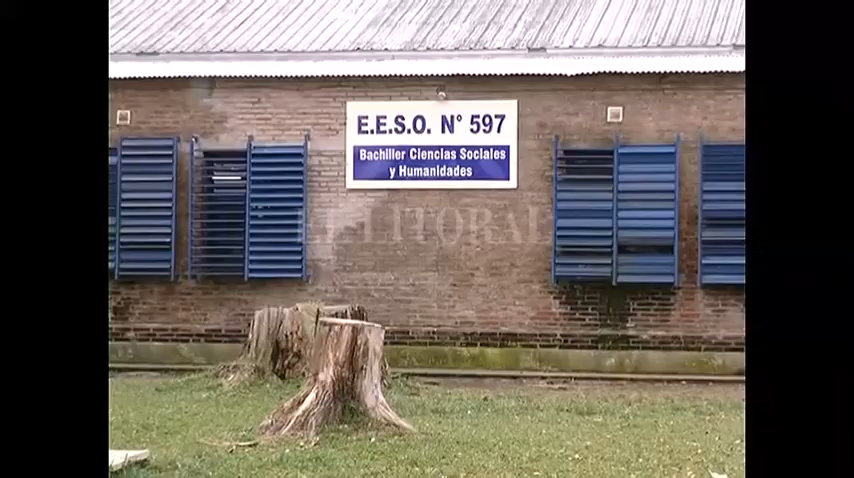 E.E.S.O. N° 597
Bachiller Ciencias Sociales
y Humanidades
EL LITORAL